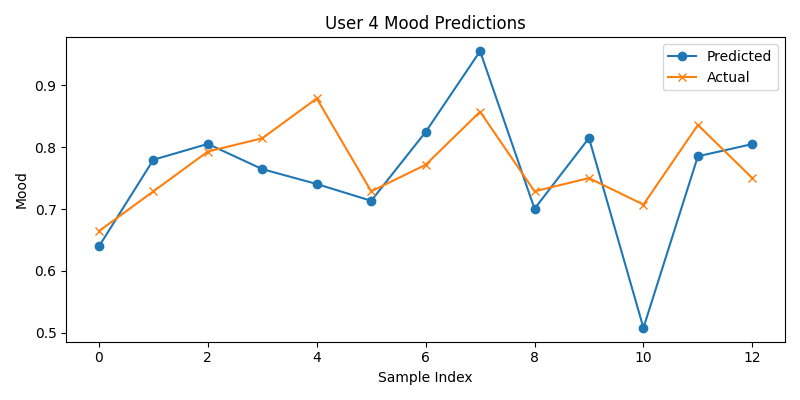 User 4 Mood Predictions
Predicted
Actual
0.9
0.8
0.7
0.6
0.5
Mood
0 2 4 6 8 10 12
Sample Index